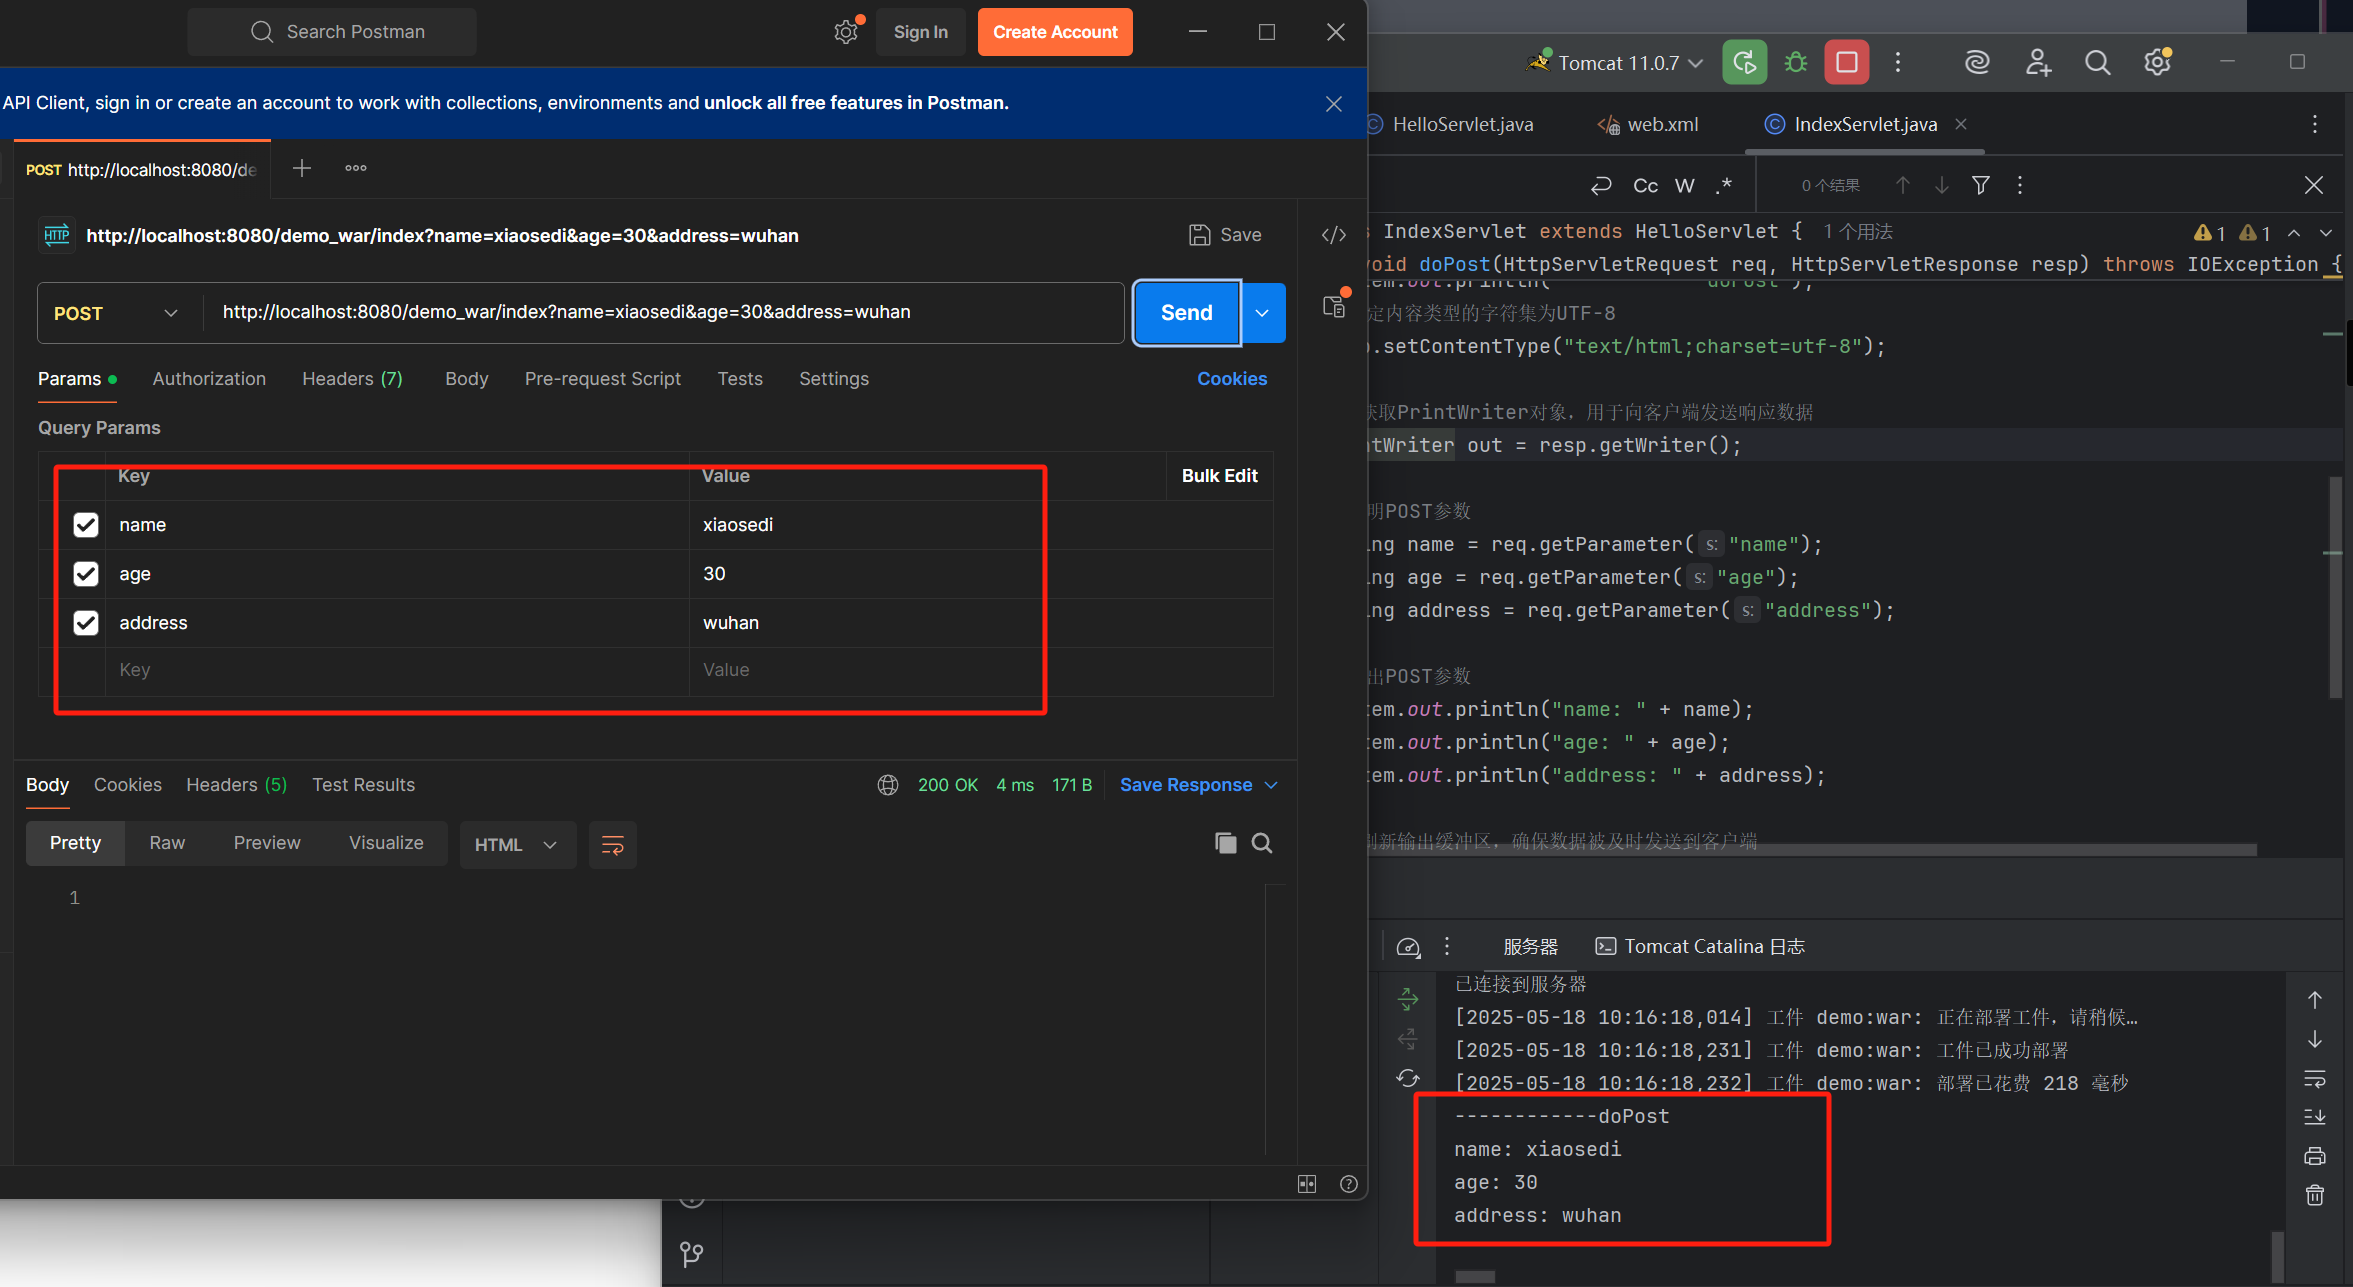 Search Postman
Sign In
Create Account
API Client, sign in or create an account to work with collections, environments and unlock all free features in Postman.
POST http://localhost:8080/de
HTTP http://localhost:8080/demo_war/index?name=xiaosedi&age=30&address=wuhan
Save
POST
http://localhost:8080/demo_war/index?name=xiaosedi&age=30&address=wuhan
Send
Params
Authorization
Headers (7)
Body
Pre-request Script
Tests
Settings
Cookies
Query Params
Key
Value
Bulk Edit
name
xiaosedi
age
30
address
wuhan
Key
Value
Body
Cookies
Headers (5)
Test Results
200 OK
4 ms
171 B
Save Response
Pretty
Raw
Preview
Visualize
HTML
1
Tomcat 11.0.7
HelloServlet.java
web.xml
IndexServlet.java
Cc
W
.*
0 个结果
IndexServlet extends HelloServlet { 1 个用法
1
1
void doPost(HttpServletRequest req, HttpServletResponse resp) throws IOException {
定内容类型的字符集为UTF-8
.setContentType("text/html;charset=utf-8");
获取PrintWriter对象，用于向客户端发送响应数据
ntWriter out = resp.getWriter();
明POST参数
ing name = req.getParameter( s: "name");
ing age = req.getParameter( s: "age");
ing address = req.getParameter( s: "address");
出POST参数
tem.out.println("name: " + name);
tem.out.println("age: " + age);
tem.out.println("address: " + address);
刷新输出缓冲区，确保数据被及时发送到客户端
服务器
Tomcat Catalina 日志
已连接到服务器
[2025-05-18 10:16:18,014] 工件 demo:war: 正在部署工件，请稍候…
[2025-05-18 10:16:18,231] 工件 demo:war: 工件已成功部署
[2025-05-18 10:16:18,232] 工件 demo:war: 部署已花费 218 毫秒
------------doPost
name: xiaosedi
age: 30
address: wuhan